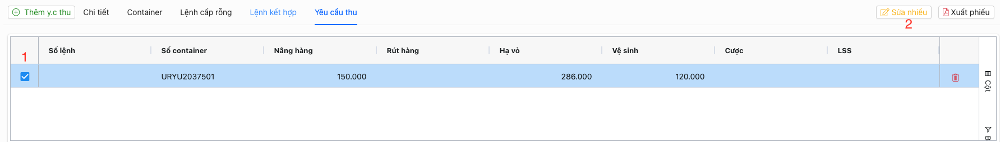 Thêm y.c thu Chi tiết Container Lệnh cấp rỗng Lệnh kết hợp Yêu cầu thu Sửa nhiều Xuất phiếu
2
1 Số lệnh Số container Nâng hàng Rút hàng Hạ vỏ Vệ sinh Cược LSS
URYU2037501 150.000 286.000 120.000
Cột